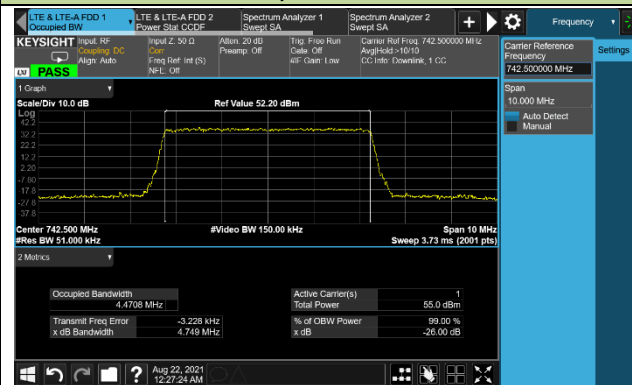 LTE & LTE-A FDD 1
Occupied BW
LTE & LTE-A FDD 2
Power Stat CCDF
Spectrum Analyzer 1
Swept SA
Spectrum Analyzer 2
Swept SA
Frequency
KEYSIGHT
Input: RF
Coupling: DC
Align: Auto
Input Z: 50 Ω
Corr
Freq Ref: Int (S)
NFE: Off
Atten: 20 dB
Preamp: Off
Trig: Free Run
Gate: Off
#IF Gain: Low
Carrier Ref Freq: 742.500000 MHz
Avg|Hold:>10/10
CC Info: Downlink, 1 CC
LXI
PASS
Carrier Reference
Frequency
742.500000 MHz
Settings
Span
10.000 MHz
Auto Detect
Manual
1 Graph
Scale/Div 10.0 dB
Ref Value 52.20 dBm
Log
42.2
32.2
22.2
12.2
2.20
-7.80
-17.8
-27.8
-37.8
Center 742.500 MHz
#Video BW 150.00 kHz
Span 10 MHz
#Res BW 51.000 kHz
Sweep 3.73 ms (2001 pts)
2 Metrics
Occupied Bandwidth
4.4708 MHz
Active Carrier(s)
1
Total Power
55.0 dBm
Transmit Freq Error
-3.228 kHz
% of OBW Power
99.00 %
x dB Bandwidth
4.749 MHz
x dB
-26.00 dB
Aug 22, 2021
12:27:24 AM